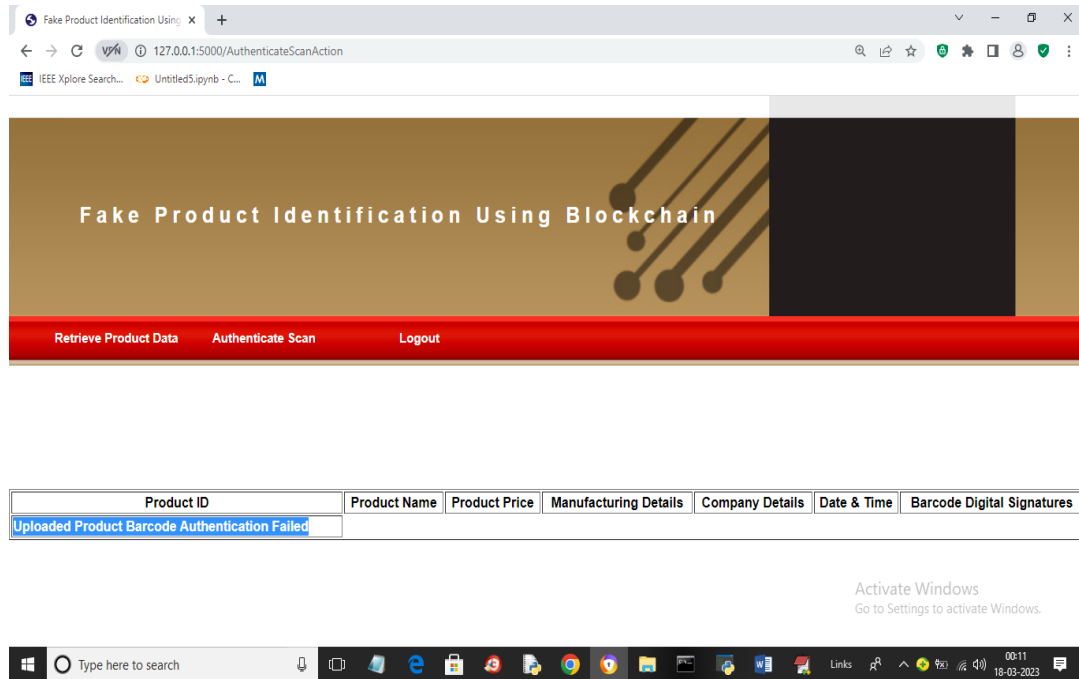 Fake Product Identification Using
127.0.0.1:5000/AuthenticateScanAction
IEEE Xplore Search... Untitled5.ipynb - C...
Fake Product Identification Using Blockchain
Retrieve Product Data Authenticate Scan Logout
Product ID Product Name Product Price Manufacturing Details Company Details Date & Time Barcode Digital Signatures
Uploaded Product Barcode Authentication Failed
Activate Windows
Go to Settings to activate Windows.
Type here to search Links 00:11
18-03-2023